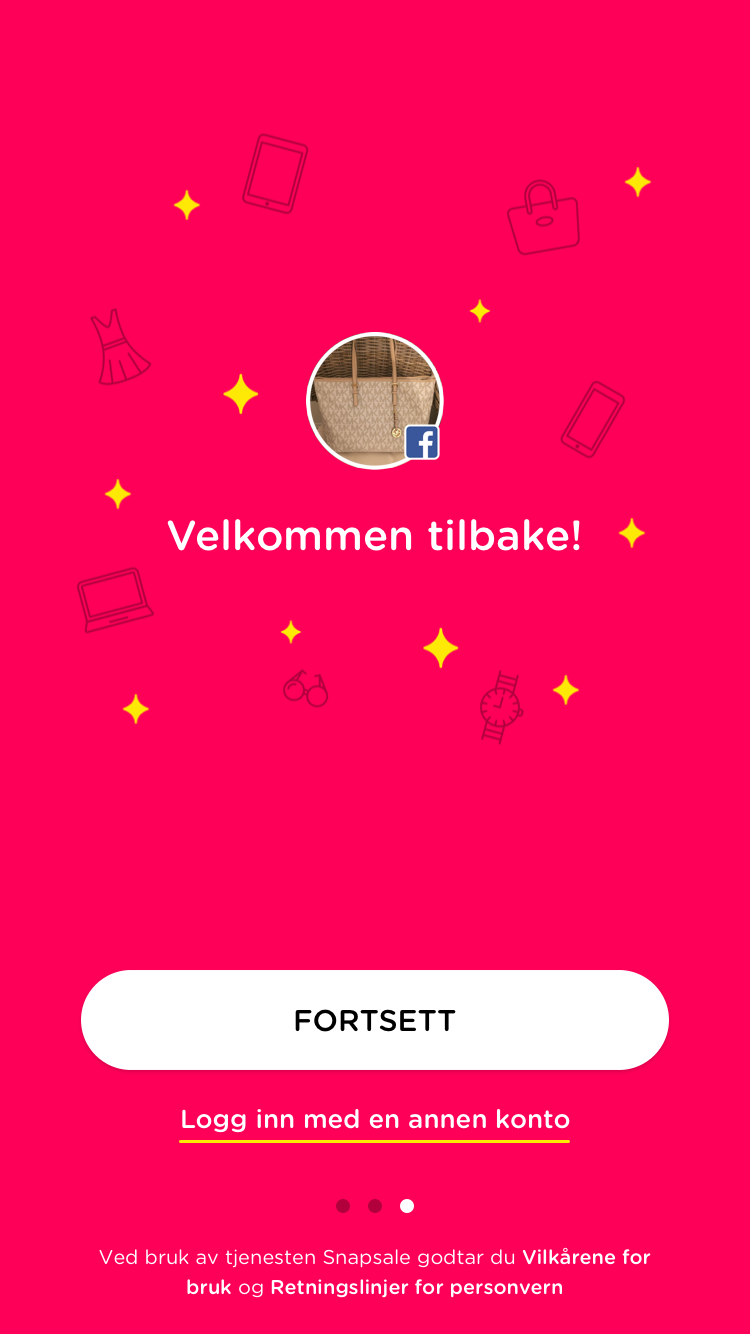 Velkommen tilbake!
FORTSETT
Logg inn med en annen konto
Ved bruk av tjenesten Snapsale godtar du Vilkårene for
bruk og Retningslinjer for personvern